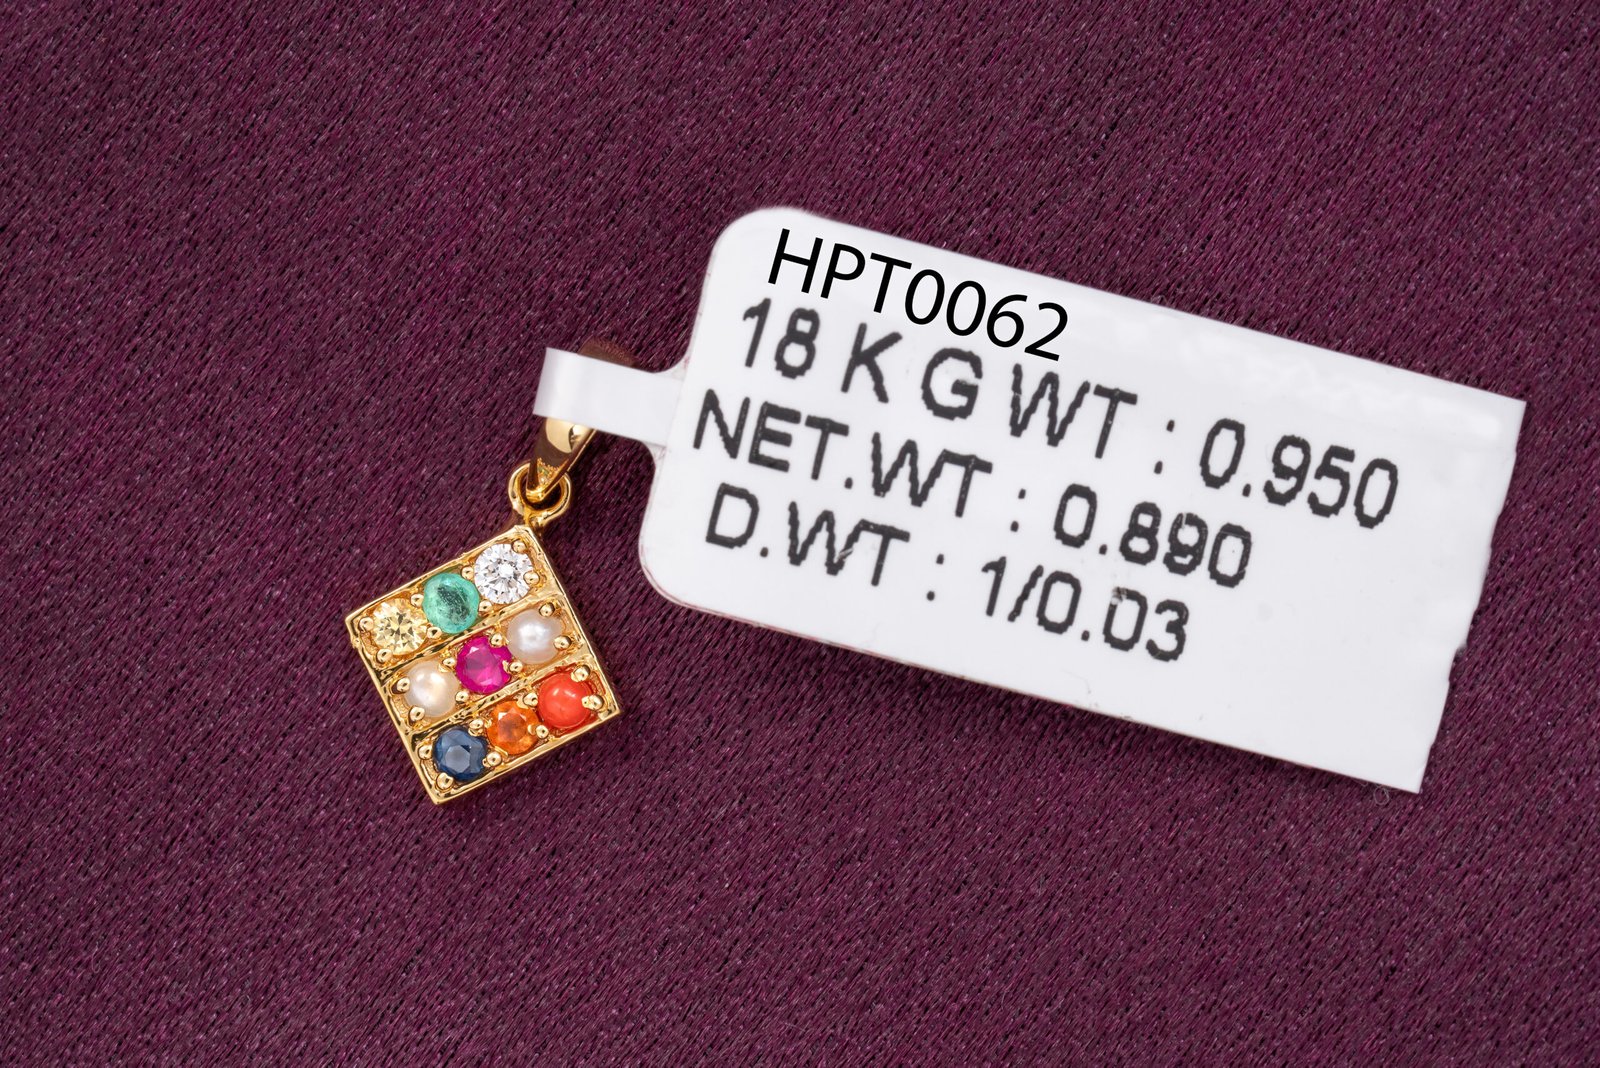 HPT0062
18 K G WT : 0.950
NET.WT : 0.890
D.WT : 1/0.03